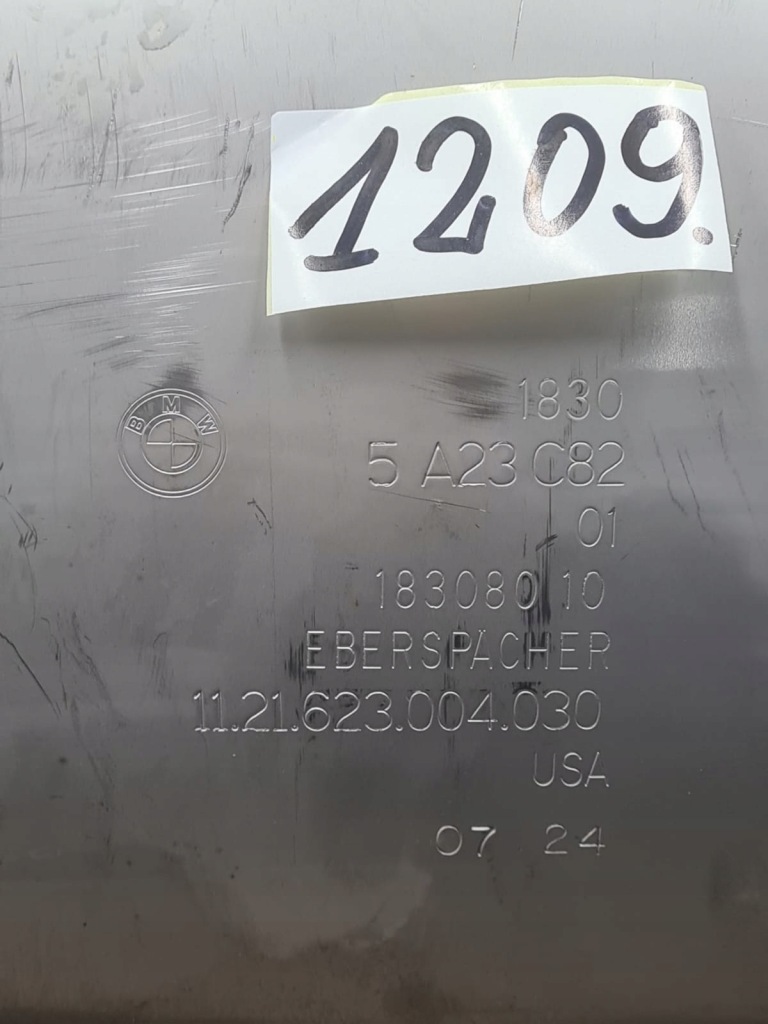 1209.
BMW
1830
5 A23 C82
01
183080 10
EBERSPÄCHER
11.21.623.004.030
USA
07 24